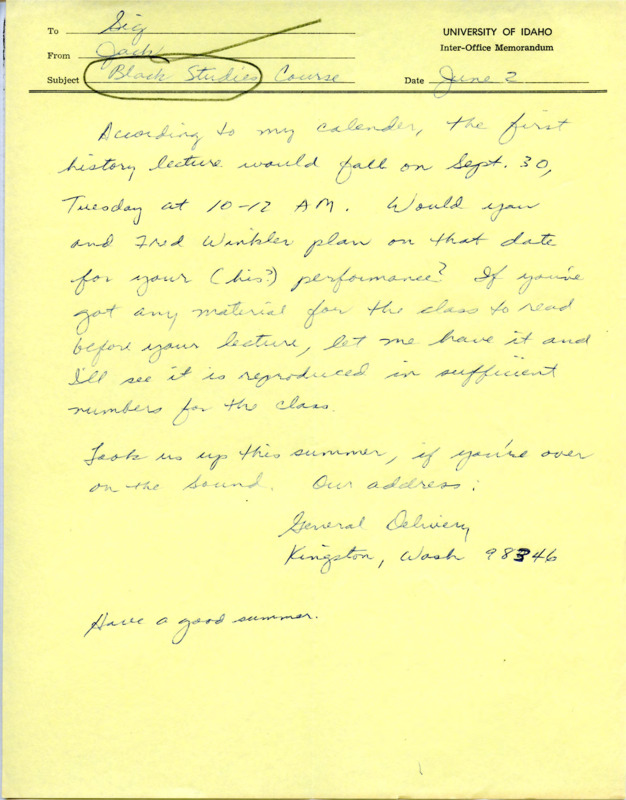 To Sig
UNIVERSITY OF IDAHO
Inter-Office Memorandum
From Jack
Subject Black Studies Course
Date June 2
According to my calender, the first
history lecture would fall on Sept. 30,
Tuesday at 10-12 AM. Would you
and Fred Winkler plan on that date
for your (his?) performance? If you've
got any material for the class to read
before your lecture, let me have it and
I'll see it is reproduced in sufficient
numbers for the class.
Look us up this summer, if you're over
on the Sound. Our address:
General Delivery
Kingston, Wash 98346
Have a good summer.